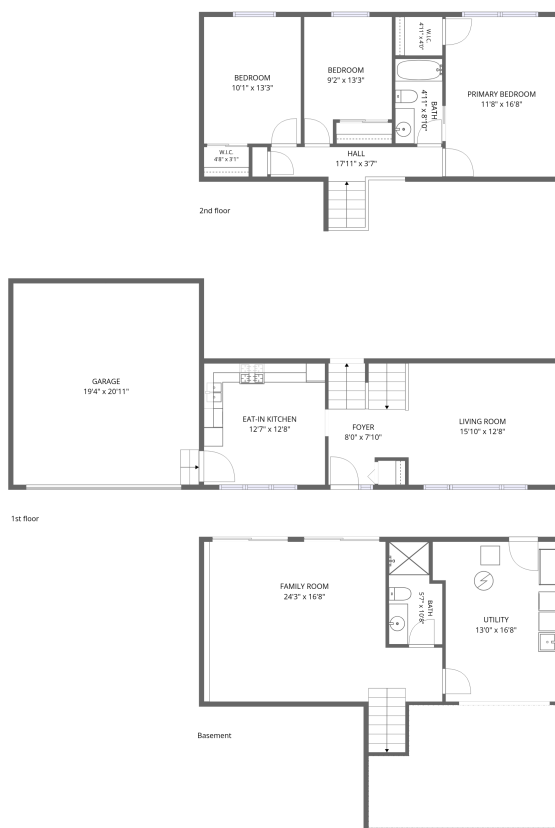 W.I.C.
4'11" x 4'0"
BEDROOM
10'1" x 13'3"
BEDROOM
9'2" x 13'3"
PRIMARY BEDROOM
11'8" x 16'8"
BATH
4'11" x 8'10"
W.I.C.
4'8" x 3'1"
HALL
17'11" x 3'7"
2nd floor
GARAGE
19'4" x 20'11"
EAT-IN KITCHEN
12'7" x 12'8"
FOYER
8'0" x 7'10"
LIVING ROOM
15'10" x 12'8"
1st floor
FAMILY ROOM
24'3" x 16'8"
BATH
5'7" x 10'8"
UTILITY
13'0" x 16'8"
Basement